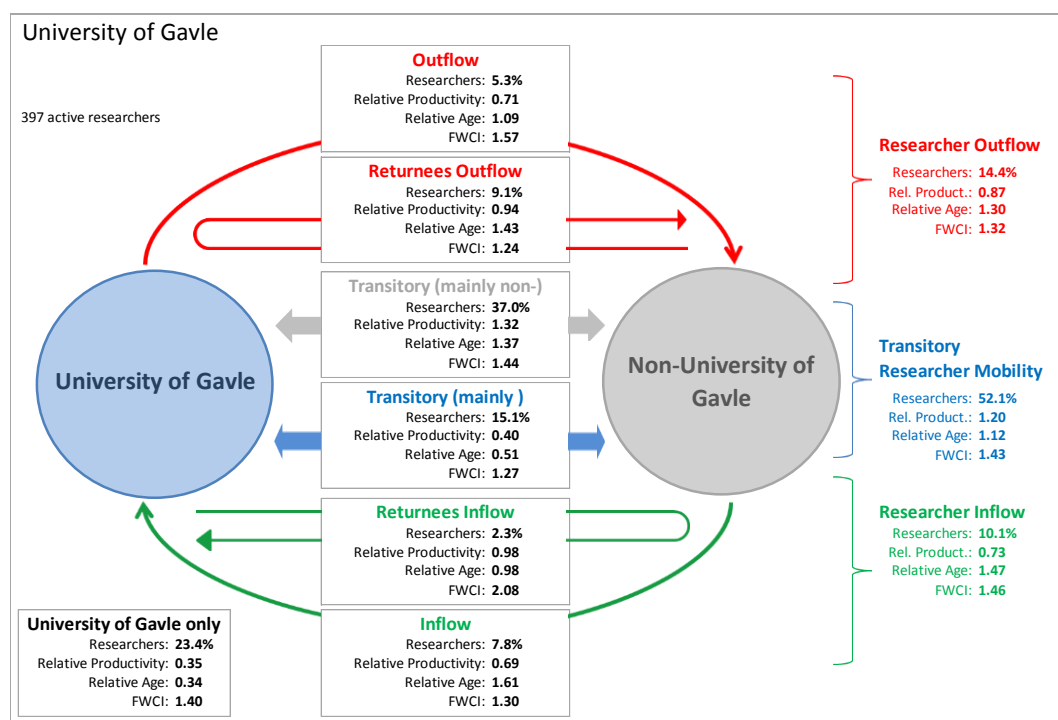 University of Gavle
397 active researchers
Outflow
Researchers: 5.3%
Relative Productivity: 0.71
Relative Age: 1.09
FWCI: 1.57
Returnees Outflow
Researchers: 9.1%
Relative Productivity: 0.94
Relative Age: 1.43
FWCI: 1.24
Transitory (mainly non-)
Researchers: 37.0%
Relative Productivity: 1.32
Relative Age: 1.37
FWCI: 1.44
Transitory (mainly )
Researchers: 15.1%
Relative Productivity: 0.40
Relative Age: 0.51
FWCI: 1.27
Returnees Inflow
Researchers: 2.3%
Relative Productivity: 0.98
Relative Age: 0.98
FWCI: 2.08
Inflow
Researchers: 7.8%
Relative Productivity: 0.69
Relative Age: 1.61
FWCI: 1.30
University of Gavle
Non-University of
Gavle
University of Gavle only
Researchers: 23.4%
Relative Productivity: 0.35
Relative Age: 0.34
FWCI: 1.40
Researcher Outflow
Researchers: 14.4%
Rel. Product.: 0.87
Relative Age: 1.30
FWCI: 1.32
Transitory
Researcher Mobility
Researchers: 52.1%
Rel. Product.: 1.20
Relative Age: 1.12
FWCI: 1.43
Researcher Inflow
Researchers: 10.1%
Rel. Product.: 0.73
Relative Age: 1.47
FWCI: 1.46